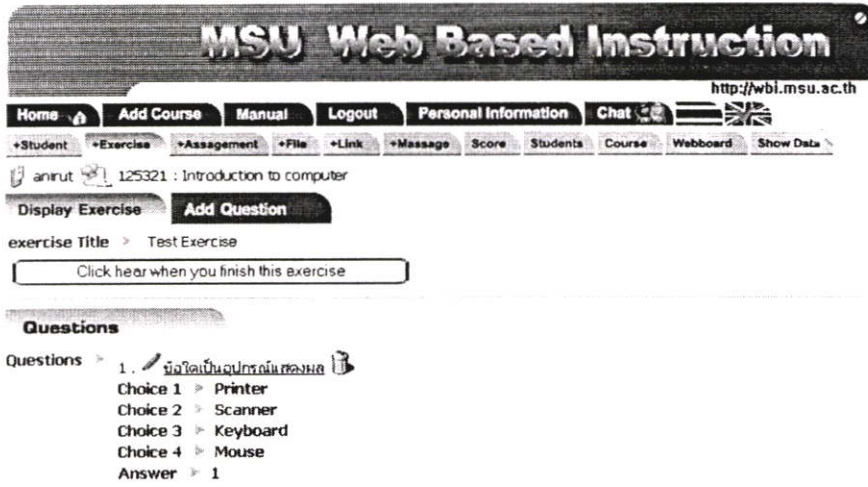 MSU Web Based Instruction
http://wbi.msu.ac.th
Home Add Course Manual Logout Personal Information Chat
+Student +Exercise +Assagement +File +Link +Massage Score Students Course Webboard Show Data
anirut 125321 : Introduction to computer
Display Exercise Add Question
exercise Title Test Exercise
Click hear when you finish this exercise
Questions
Questions 1 . ข้อใดเป็นอุปกรณ์แสดงผล
Choice 1 Printer
Choice 2 Scanner
Choice 3 Keyboard
Choice 4 Mouse
Answer 1